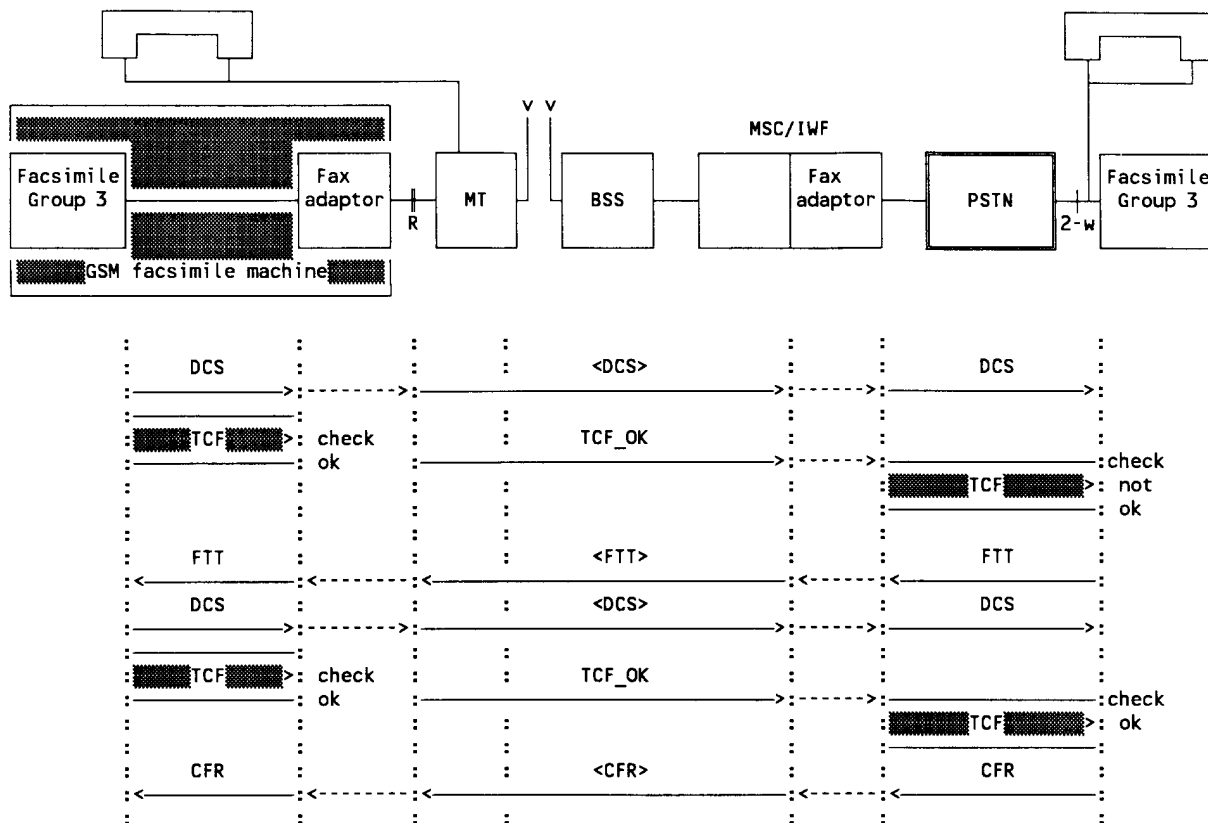 v v
MSC/IWF
Facsimile Group 3
Fax adaptor
R
MT
BSS
Fax adaptor
PSTN
2-w
Facsimile Group 3
GSM facsimile machine
DCS <DCS> DCS
TCF check ok
TCF_OK
TCF check not ok
FTT <FTT> FTT
DCS <DCS> DCS
TCF check ok
TCF_OK
TCF check ok
CFR <CFR> CFR